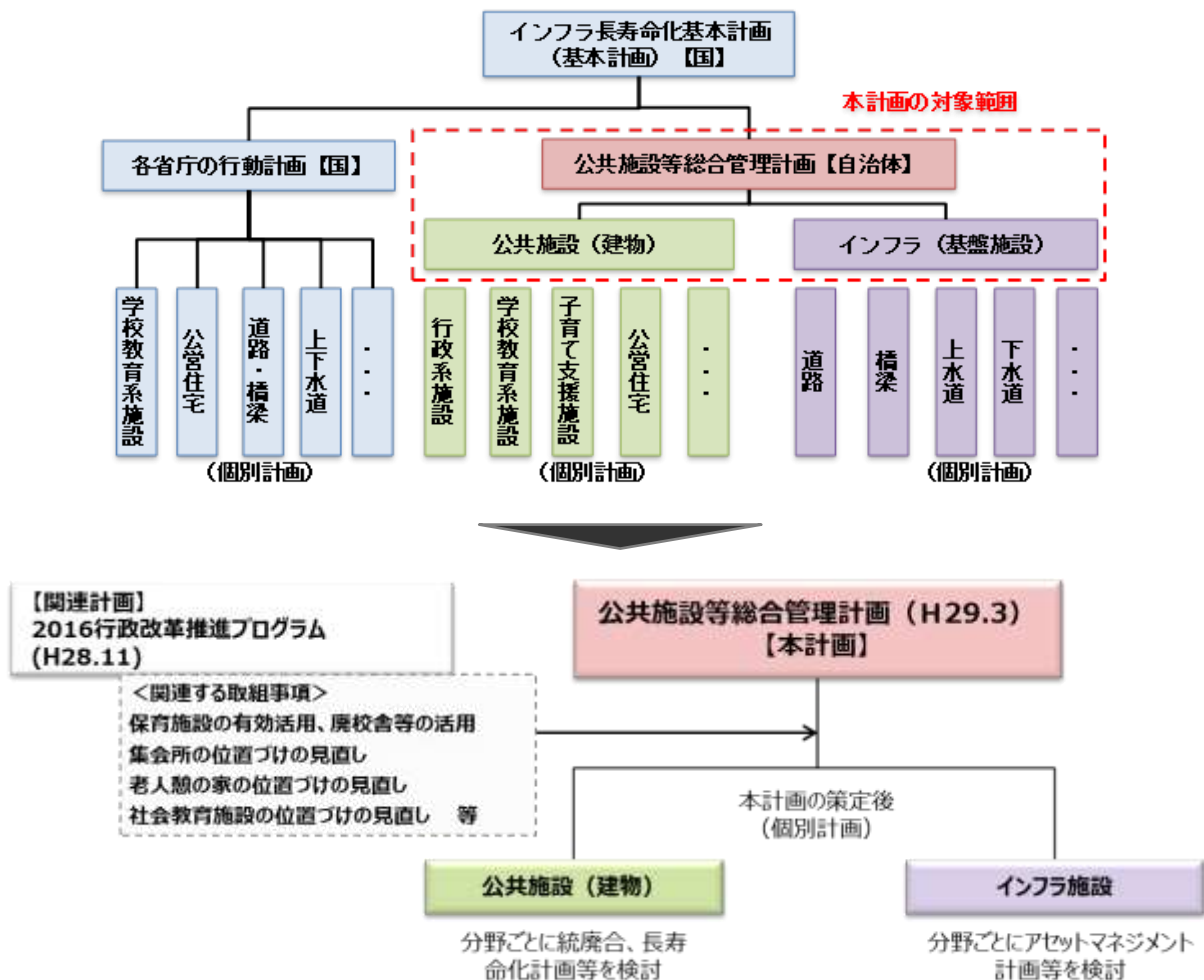 インフラ長寿命化基本計画
（基本計画）【国】
本計画の対象範囲
各省庁の行動計画【国】
公共施設等総合管理計画【自治体】
公共施設（建物）
インフラ（基盤施設）
学校教育系施設
公営住宅
道路・橋梁
上下水道
・・・
行政系施設
学校教育系施設
子育て支援施設
公営住宅
・・・
道路
橋梁
上水道
下水道
・・・
（個別計画）
（個別計画）
（個別計画）
【関連計画】
2016行政改革推進プログラム
(H28.11)
＜関連する取組事項＞
保育施設の有効活用、廃校舎等の活用
集会所の位置づけの見直し
老人憩の家の位置づけの見直し
社会教育施設の位置づけの見直し　等
公共施設等総合管理計画（H29.3）
【本計画】
本計画の策定後
（個別計画）
公共施設（建物）
インフラ施設
分野ごとに統廃合、長寿
命化計画等を検討
分野ごとにアセットマネジメント
計画等を検討